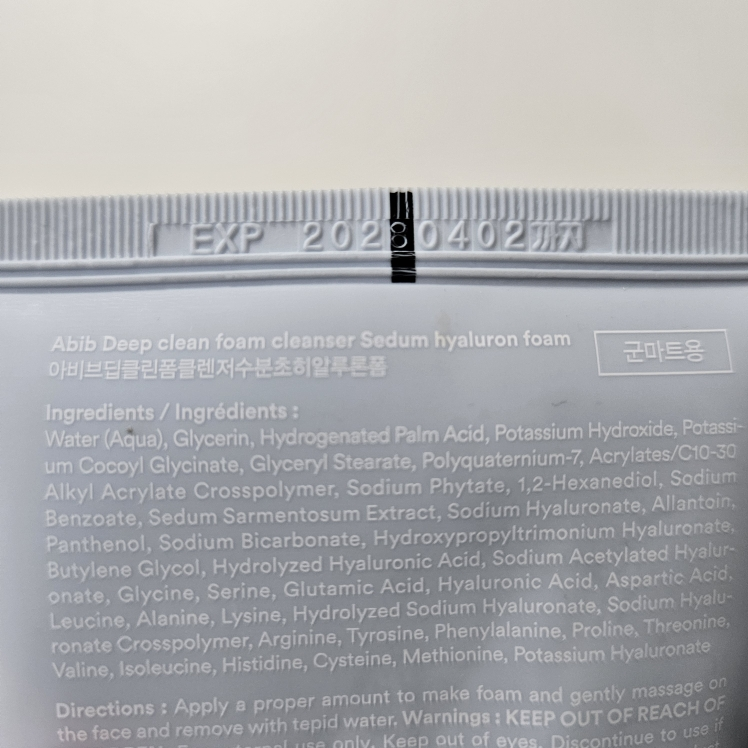 EXP 20280402까지
Abib Deep clean foam cleanser Sedum hyaluron foam
아비브딥클린폼클렌저수분초히알루론폼
군마트용
Ingredients / Ingrédients :
Water (Aqua), Glycerin, Hydrogenated Palm Acid, Potassium Hydroxide, Potassi-
um Cocoyl Glycinate, Glyceryl Stearate, Polyquaternium-7, Acrylates/C10-30
Alkyl Acrylate Crosspolymer, Sodium Phytate, 1,2-Hexanediol, Sodium
Benzoate, Sedum Sarmentosum Extract, Sodium Hyaluronate, Allantoin,
Panthenol, Sodium Bicarbonate, Hydroxypropyltrimonium Hyaluronate,
Butylene Glycol, Hydrolyzed Hyaluronic Acid, Sodium Acetylated Hyalur-
onate, Glycine, Serine, Glutamic Acid, Hyaluronic Acid, Aspartic Acid,
Leucine, Alanine, Lysine, Hydrolyzed Sodium Hyaluronate, Sodium Hyalu-
ronate Crosspolymer, Arginine, Tyrosine, Phenylalanine, Proline, Threonine,
Valine, Isoleucine, Histidine, Cysteine, Methionine, Potassium Hyaluronate
Directions : Apply a proper amount to make foam and gently massage on
the face and remove with tepid water. Warnings : KEEP OUT OF REACH OF
use only. Keep out of eyes. Discontinue to use if